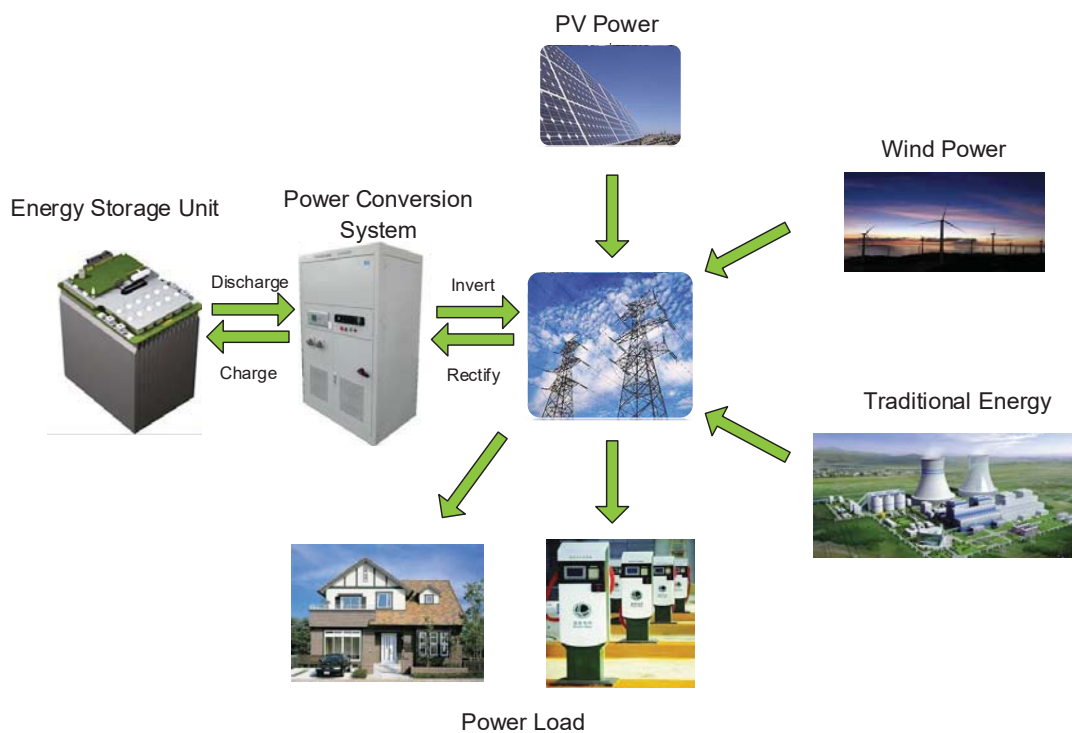 PV Power
Wind Power
Energy Storage Unit
Power Conversion
System
Discharge
Charge
Invert
Rectify
Traditional Energy
Power Load